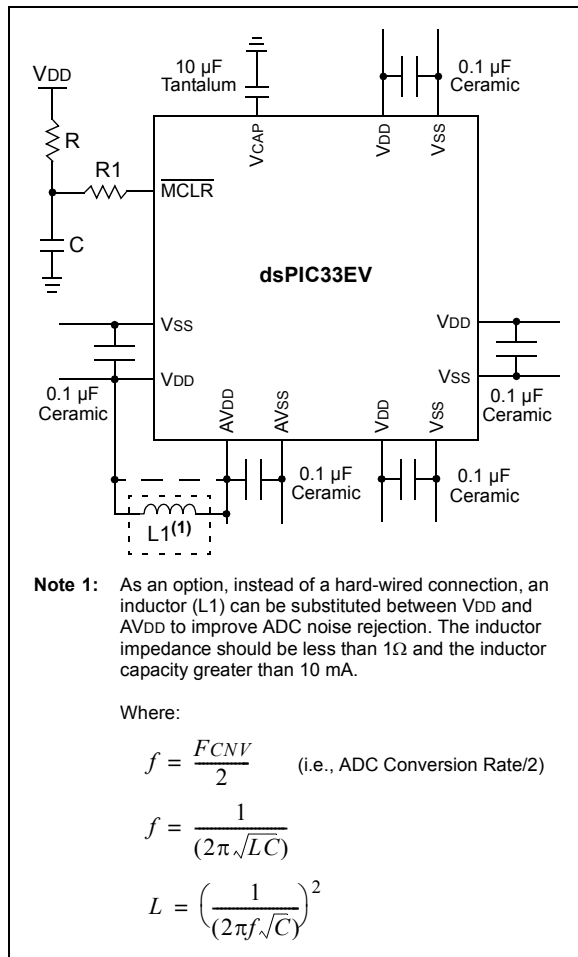 10 µF
Tantalum
0.1 µF
Ceramic
VDD
R
R1
C
VCAP
VDD
VSS
MCLR
dsPIC33EV
VSS
VDD
VDD
VSS
0.1 µF
Ceramic
0.1 µF
Ceramic
AVDD
AVSS
VDD
VSS
0.1 µF
Ceramic
0.1 µF
Ceramic
L1(1)
Note 1: As an option, instead of a hard-wired connection, an
inductor (L1) can be substituted between VDD and
AVDD to improve ADC noise rejection. The inductor
impedance should be less than 1Ω and the inductor
capacity greater than 10 mA.
Where:
f = FCNV / 2 (i.e., ADC Conversion Rate/2)
f = 1 / (2π√LC)
L = (1 / (2πf√C))²